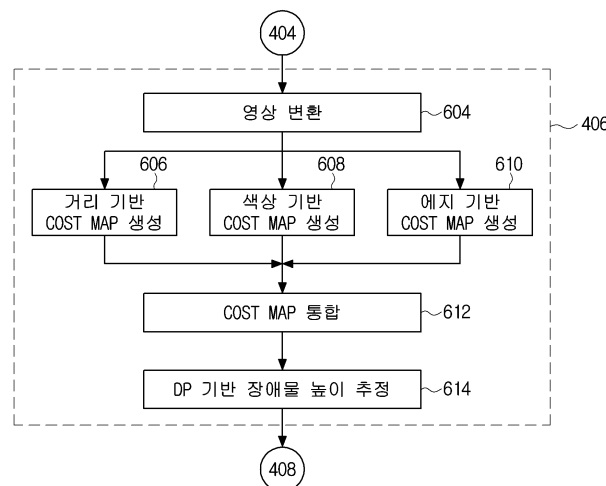 404
영상 변환
604
406
606
608
610
거리 기반
COST MAP 생성
색상 기반
COST MAP 생성
에지 기반
COST MAP 생성
COST MAP 통합
612
DP 기반 장애물 높이 추정
614
408